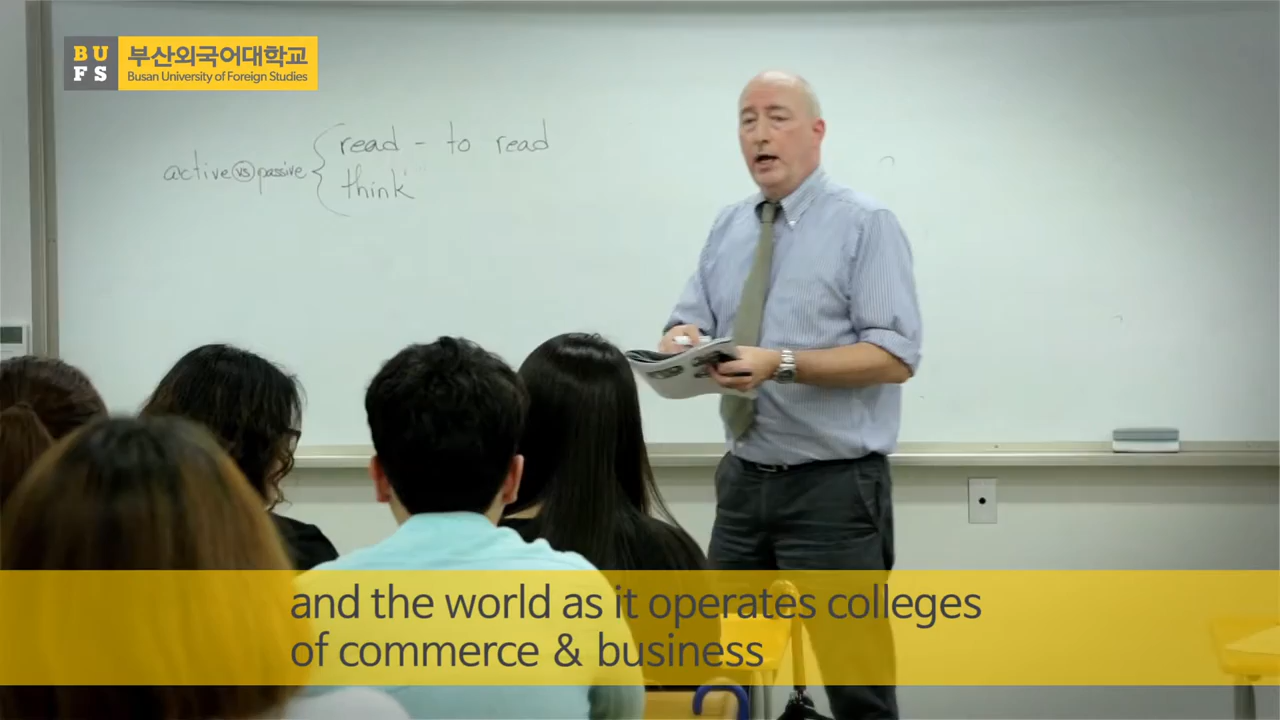 BU
FS
부산외국어대학교
Busan University of Foreign Studies
active vs passive { read - to read
think
and the world as it operates colleges
of commerce & business